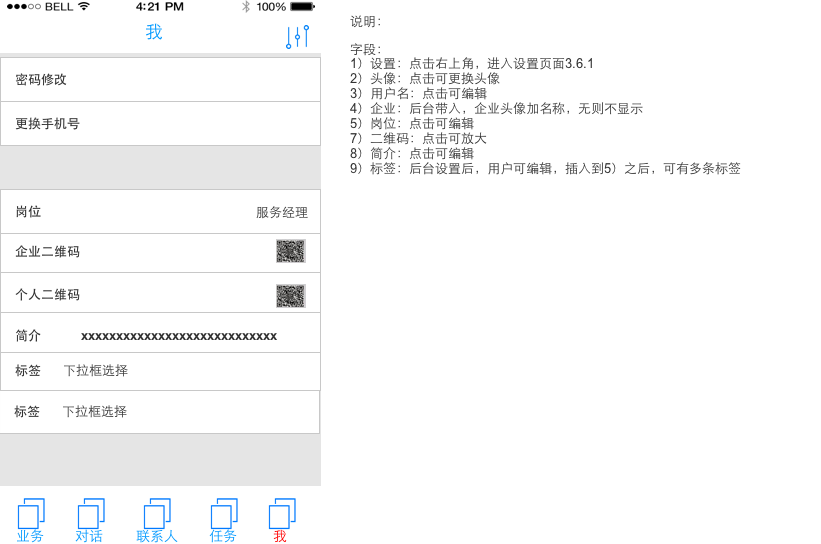 BELL 4:21 PM 100%
我
密码修改
更换手机号
岗位 服务经理
企业二维码
个人二维码
简介 xxxxxxxxxxxxxxxxxxxxxxxxxxxx
标签 下拉框选择
标签 下拉框选择
业务 对话 联系人 任务 我
说明：
字段：
1）设置：点击右上角，进入设置页面3.6.1
2）头像：点击可更换头像
3）用户名：点击可编辑
4）企业：后台带入，企业头像加名称，无则不显示
5）岗位：点击可编辑
7）二维码：点击可放大
8）简介：点击可编辑
9）标签：后台设置后，用户可编辑，插入到5）之后，可有多条标签